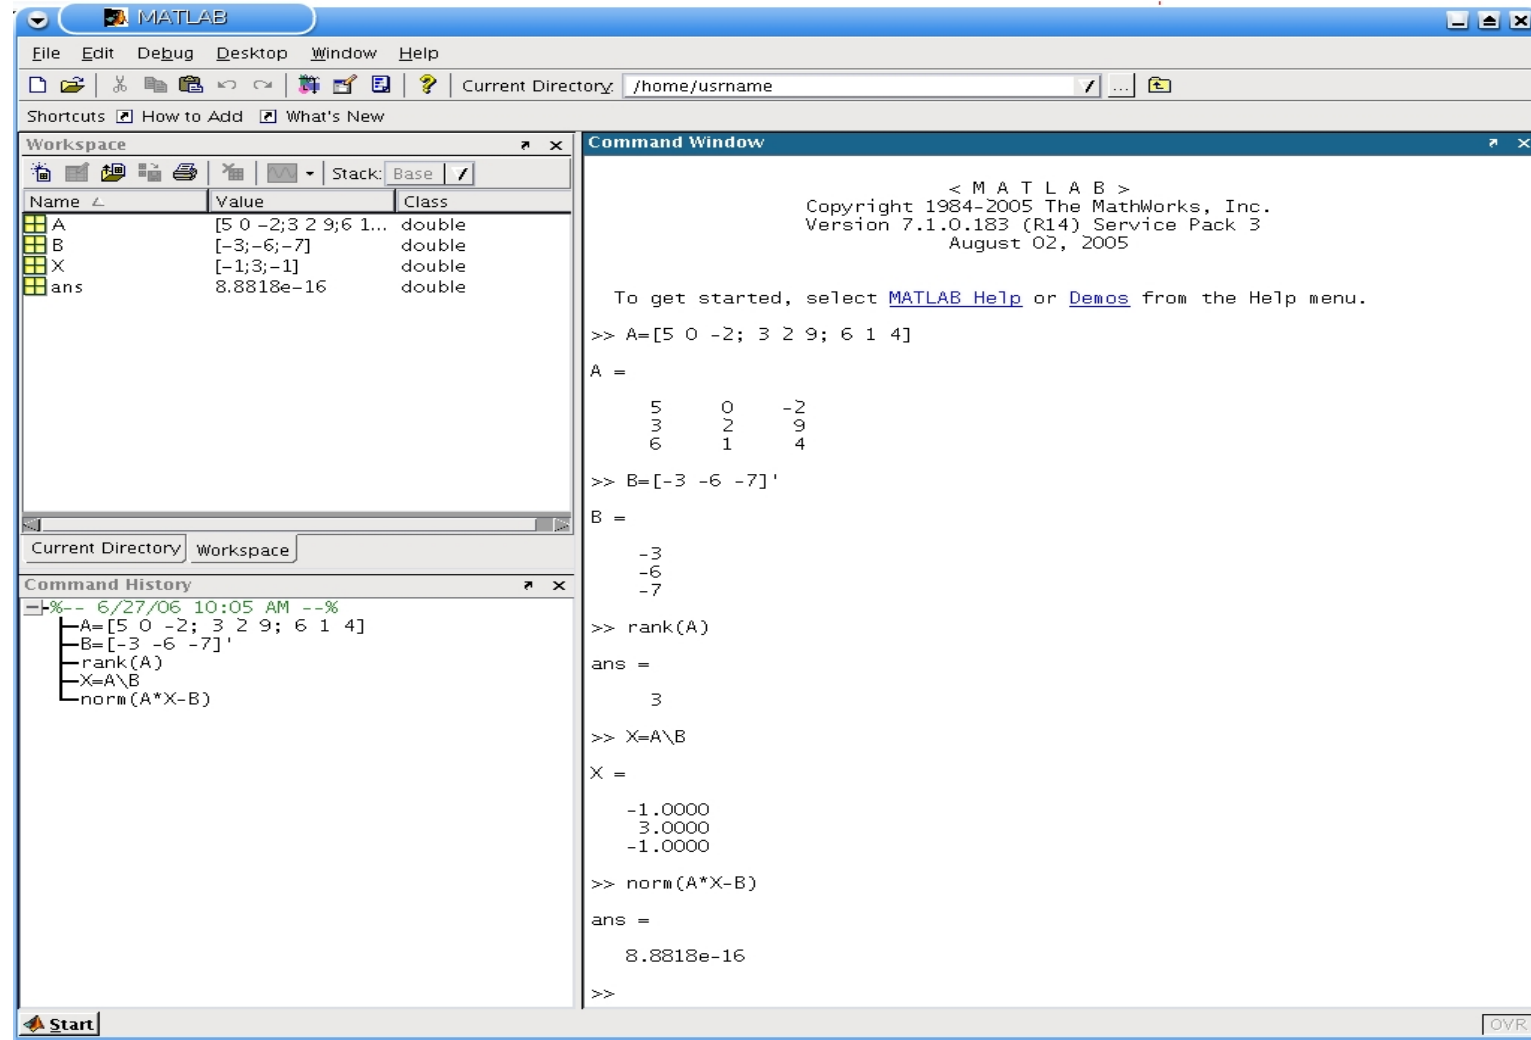 MATLAB
File Edit Debug Desktop Window Help
Current Directory: /home/usrname ...
Shortcuts How to Add What's New
Workspace
Stack: Base
Name Value Class
A [5 0 -2;3 2 9;6 1... double
B [-3;-6;-7] double
X [-1;3;-1] double
ans 8.8818e-16 double
Current Directory Workspace
Command History
%-- 6/27/06 10:05 AM --%
A=[5 0 -2; 3 2 9; 6 1 4]
B=[-3 -6 -7]'
rank(A)
X=A\B
norm(A*X-B)
Command Window
< M A T L A B >
Copyright 1984-2005 The MathWorks, Inc.
Version 7.1.0.183 (R14) Service Pack 3
August 02, 2005
To get started, select MATLAB Help or Demos from the Help menu.
>> A=[5 0 -2; 3 2 9; 6 1 4]
A =
5 0 -2
3 2 9
6 1 4
>> B=[-3 -6 -7]'
B =
-3
-6
-7
>> rank(A)
ans =
3
>> X=A\B
X =
-1.0000
3.0000
-1.0000
>> norm(A*X-B)
ans =
8.8818e-16
>>
Start
OVR